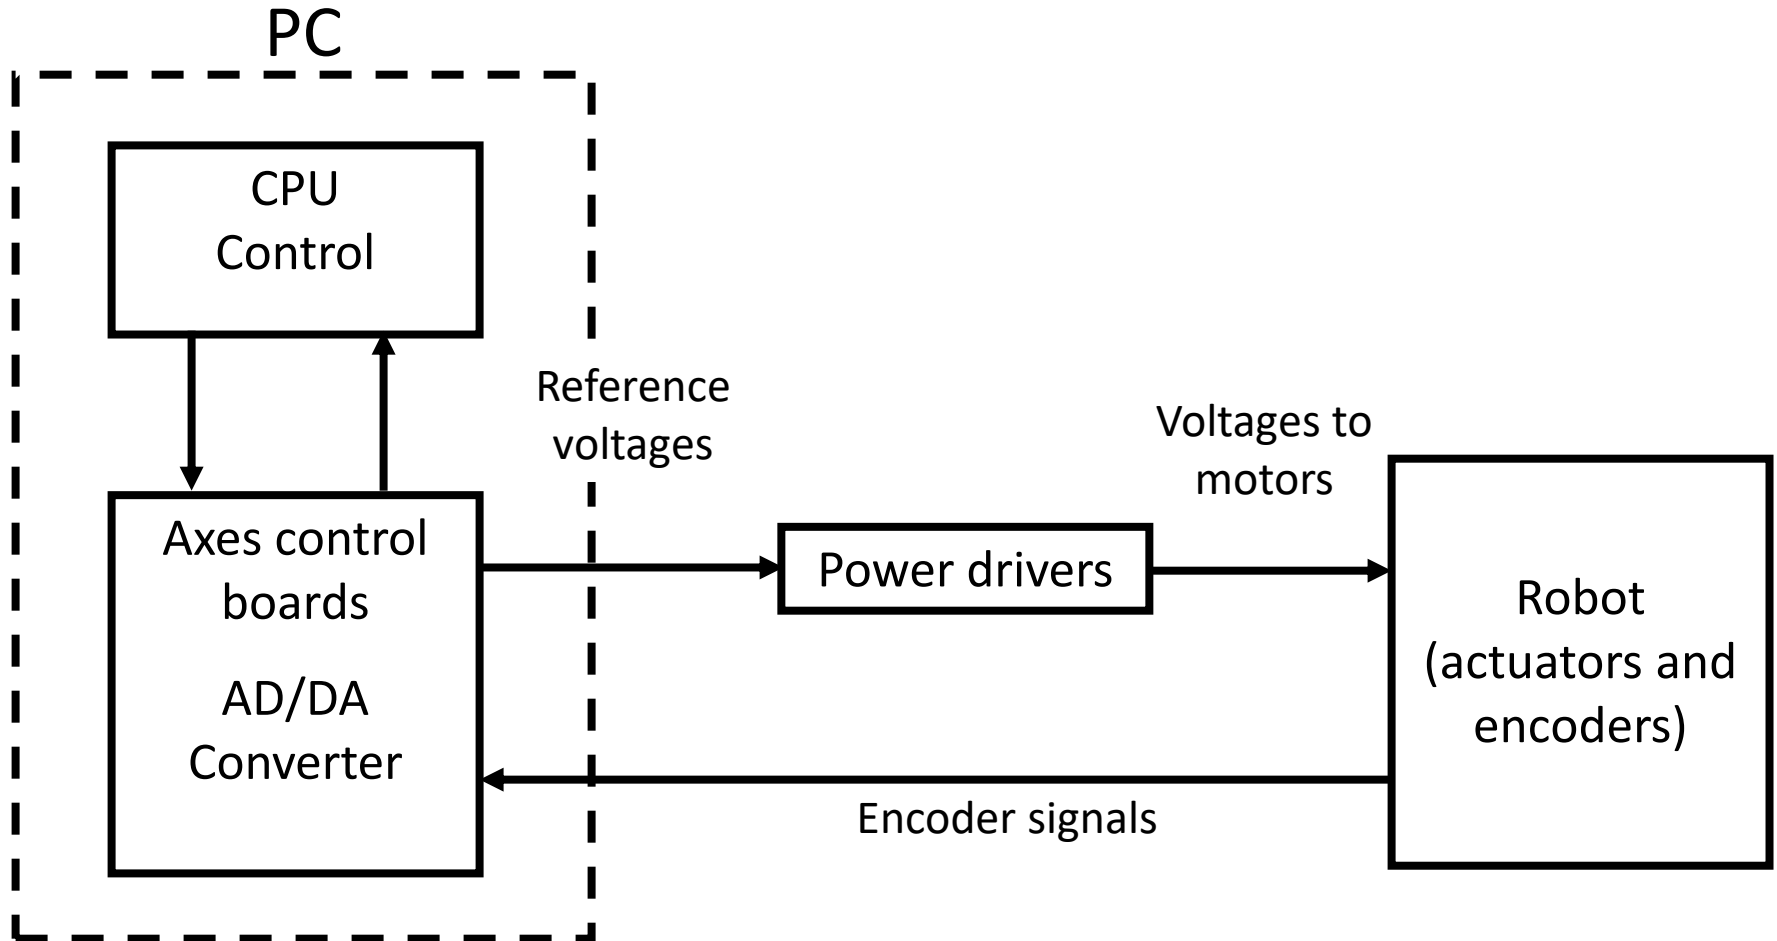 PC
CPU
Control
Reference
voltages
Voltages to
motors
Axes control
boards
AD/DA
Converter
Power drivers
Robot
(actuators and
encoders)
Encoder signals